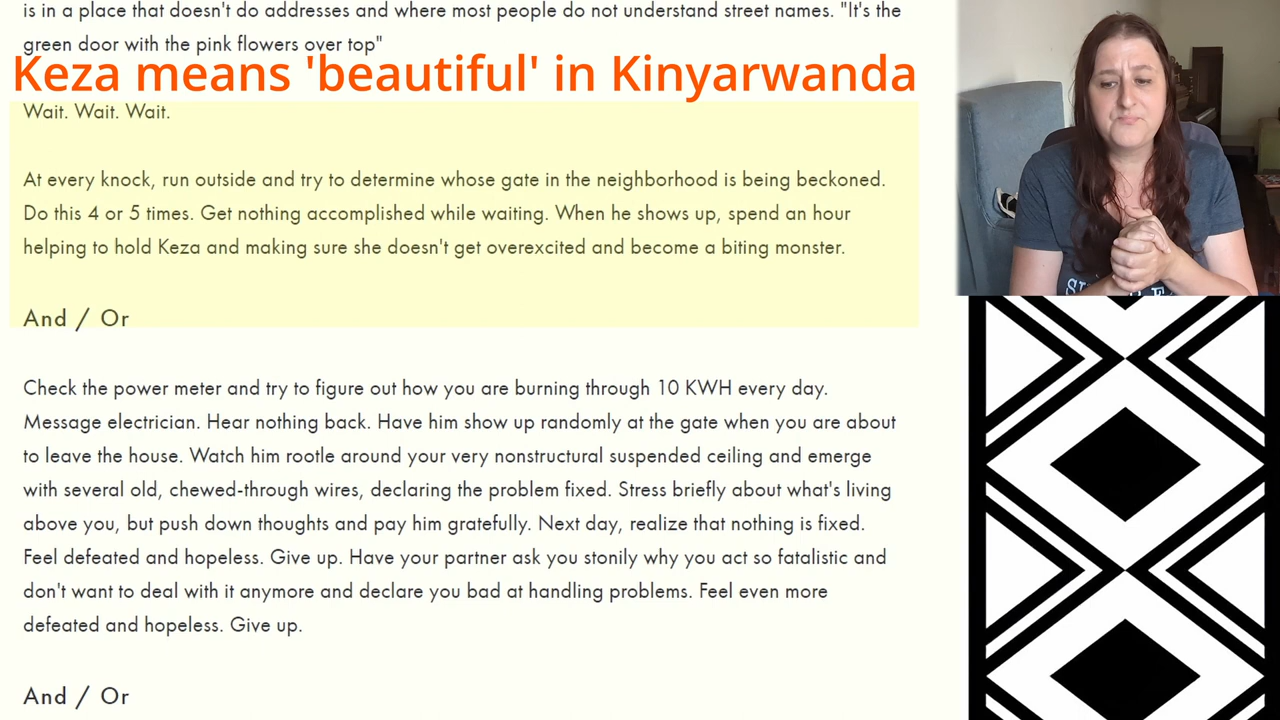 is in a place that doesn't do addresses and where most people do not understand street names. "It's the
green door with the pink flowers over top"
Keza means 'beautiful' in Kinyarwanda
Wait. Wait. Wait.
At every knock, run outside and try to determine whose gate in the neighborhood is being beckoned.
Do this 4 or 5 times. Get nothing accomplished while waiting. When he shows up, spend an hour
helping to hold Keza and making sure she doesn't get overexcited and become a biting monster.
And / Or
Check the power meter and try to figure out how you are burning through 10 KWH every day.
Message electrician. Hear nothing back. Have him show up randomly at the gate when you are about
to leave the house. Watch him rootle around your very nonstructural suspended ceiling and emerge
with several old, chewed-through wires, declaring the problem fixed. Stress briefly about what's living
above you, but push down thoughts and pay him gratefully. Next day, realize that nothing is fixed.
Feel defeated and hopeless. Give up. Have your partner ask you stonily why you act so fatalistic and
don't want to deal with it anymore and declare you bad at handling problems. Feel even more
defeated and hopeless. Give up.
And / Or